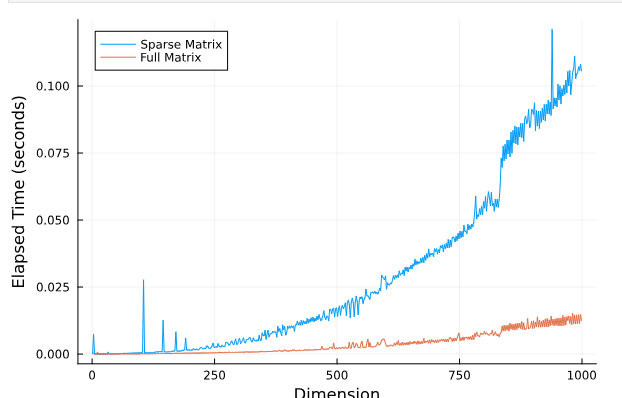 Sparse Matrix
Full Matrix
0.100
0.075
0.050
0.025
0.000
Elapsed Time (seconds)
0 250 500 750 1000
Dimension